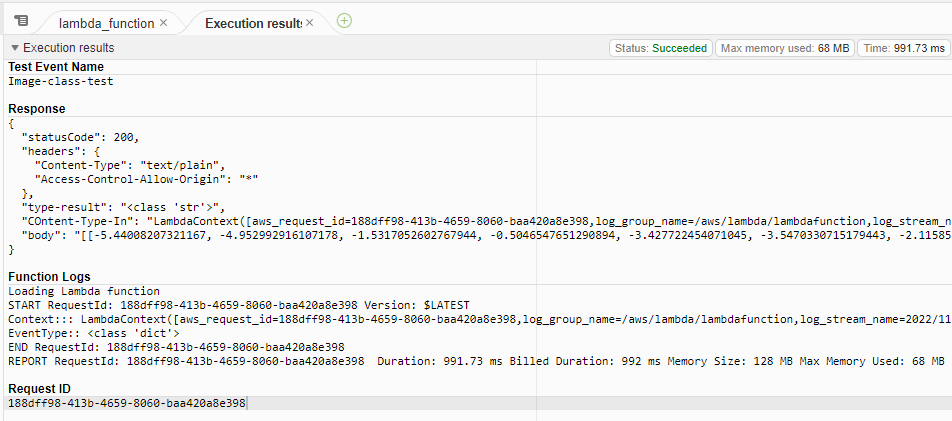 lambda_function
Execution results
Execution results Status: Succeeded Max memory used: 68 MB Time: 991.73 ms
Test Event Name
Image-class-test
Response
{
"statusCode": 200,
"headers": {
"Content-Type": "text/plain",
"Access-Control-Allow-Origin": "*"
},
"type-result": "<class 'str'>",
"COntent-Type-In": "LambdaContext([aws_request_id=188dff98-413b-4659-8060-baa420a8e398,log_group_name=/aws/lambda/lambdafunction,log_stream_n
"body": "[[-5.44008207321167, -4.952992916107178, -1.5317052602767944, -0.5046547651290894, -3.427722454071045, -3.5470330715179443, -2.11585
}
Function Logs
Loading Lambda function
START RequestId: 188dff98-413b-4659-8060-baa420a8e398 Version: $LATEST
Context::: LambdaContext([aws_request_id=188dff98-413b-4659-8060-baa420a8e398,log_group_name=/aws/lambda/lambdafunction,log_stream_name=2022/11
EventType:: <class 'dict'>
END RequestId: 188dff98-413b-4659-8060-baa420a8e398
REPORT RequestId: 188dff98-413b-4659-8060-baa420a8e398 Duration: 991.73 ms Billed Duration: 992 ms Memory Size: 128 MB Max Memory Used: 68 MB
Request ID
188dff98-413b-4659-8060-baa420a8e398